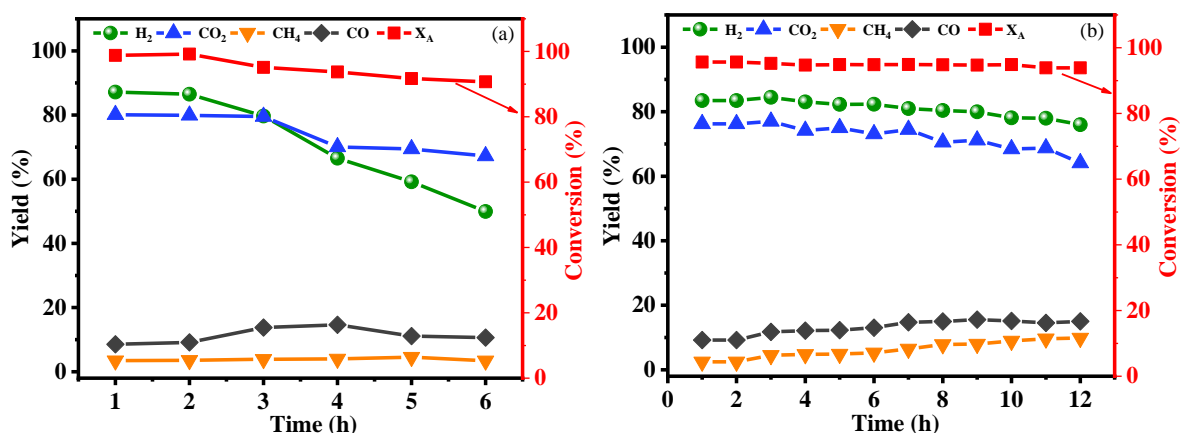 H₂ CO₂ CH₄ CO X_A (a)
100
80
60
40
20
0
Yield (%)
1 2 3 4 5 6
Time (h)
100
80
60
40
20
0
Conversion (%)
H₂ CO₂ CH₄ CO X_A (b)
100
80
60
40
20
0
Yield (%)
0 2 4 6 8 10 12
Time (h)
100
80
60
40
20
0
Conversion (%)